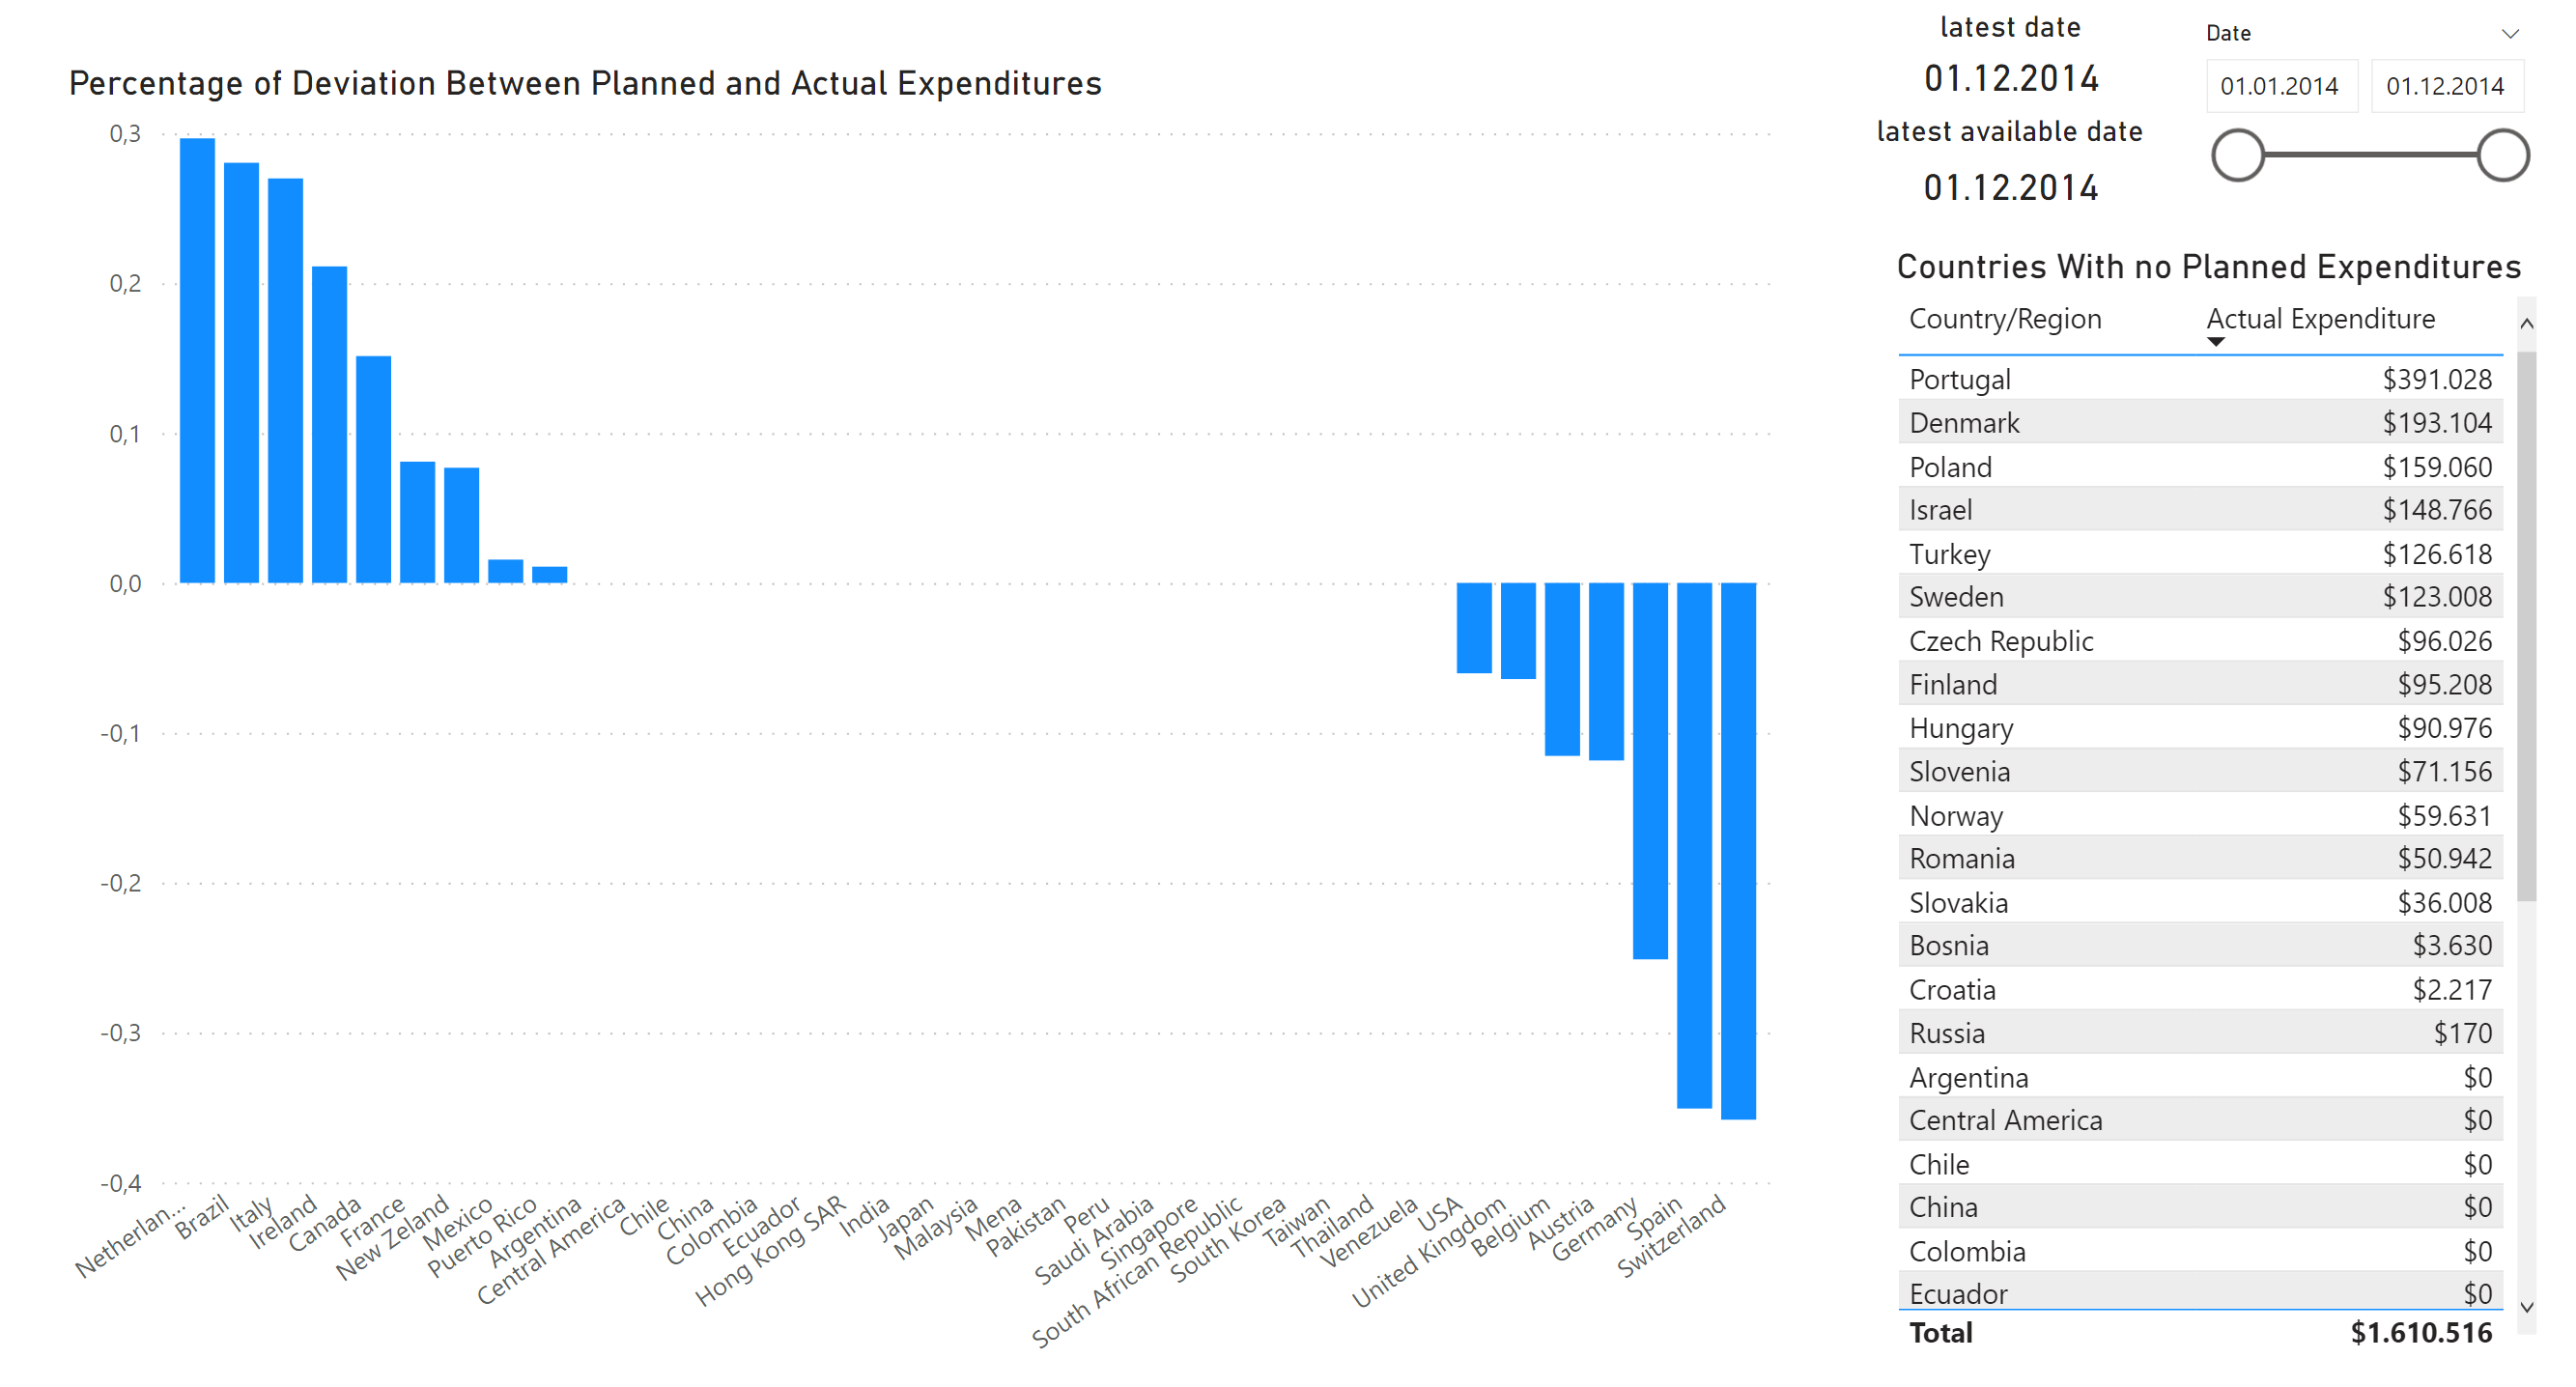 Percentage of Deviation Between Planned and Actual Expenditures
0,3
0,2
0,1
0,0
-0,1
-0,2
-0,3
-0,4
Netherlan...
Brazil
Italy
Ireland
Canada
France
New Zeland
Mexico
Puerto Rico
Argentina
Central America
Chile
China
Colombia
Ecuador
Hong Kong SAR
India
Japan
Malaysia
Mena
Pakistan
Peru
Saudi Arabia
Singapore
South African Republic
South Korea
Taiwan
Thailand
Venezuela
USA
United Kingdom
Belgium
Austria
Germany
Spain
Switzerland
latest date
01.12.2014
latest available date
01.12.2014
Date
01.01.2014 01.12.2014
Countries With no Planned Expenditures
Country/Region Actual Expenditure
Portugal $391.028
Denmark $193.104
Poland $159.060
Israel $148.766
Turkey $126.618
Sweden $123.008
Czech Republic $96.026
Finland $95.208
Hungary $90.976
Slovenia $71.156
Norway $59.631
Romania $50.942
Slovakia $36.008
Bosnia $3.630
Croatia $2.217
Russia $170
Argentina $0
Central America $0
Chile $0
China $0
Colombia $0
Ecuador $0
Total $1.610.516